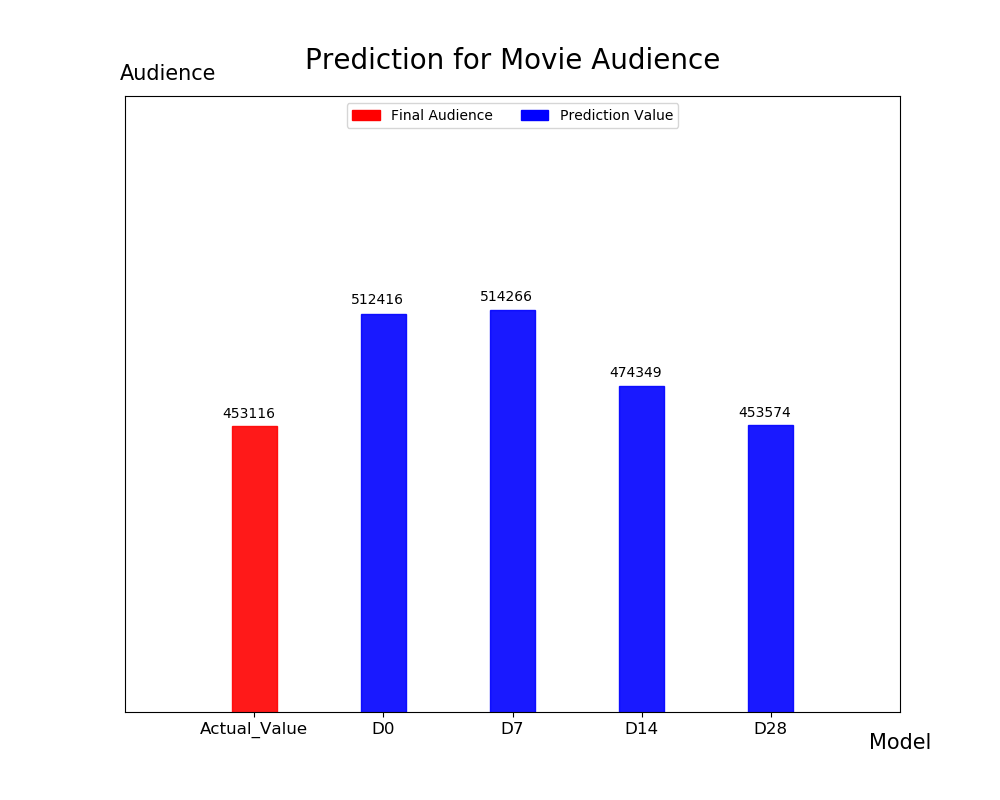 Prediction for Movie Audience
Audience
Final Audience Prediction Value
453116
512416
514266
474349
453574
Actual_Value D0 D7 D14 D28
Model